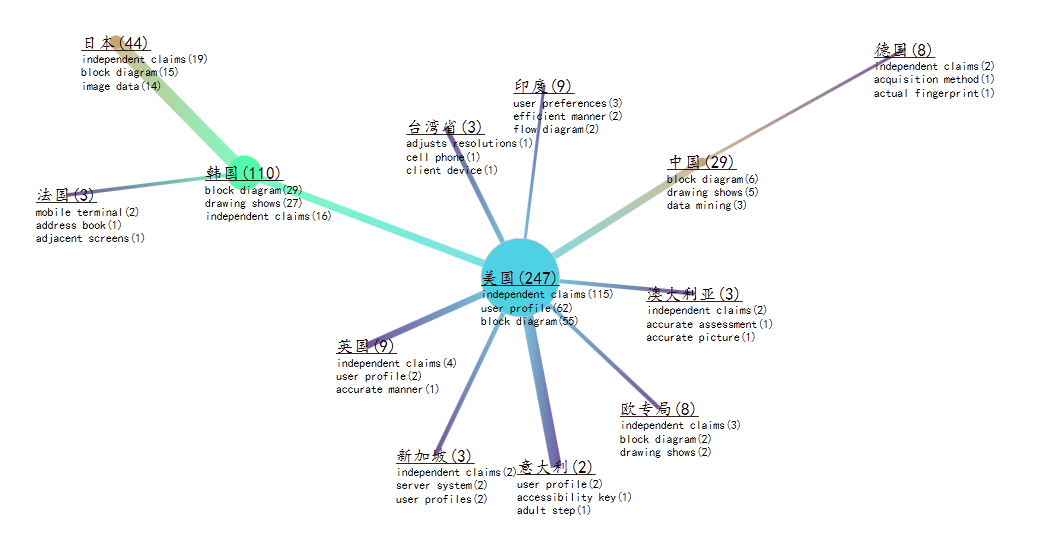 日本(44)
independent claims(19)
block diagram(15)
image data(14)
德国(8)
independent claims(2)
acquisition method(1)
actual fingerprint(1)
印度(9)
user preferences(3)
efficient manner(2)
flow diagram(2)
台湾省(3)
adjusts resolutions(1)
cell phone(1)
client device(1)
中国(29)
block diagram(6)
drawing shows(5)
data mining(3)
韩国(110)
block diagram(29)
drawing shows(27)
independent claims(16)
法国(3)
mobile terminal(2)
address book(1)
adjacent screens(1)
美国(247)
independent claims(115)
user profile(62)
block diagram(55)
澳大利亚(3)
independent claims(2)
accurate assessment(1)
accurate picture(1)
英国(9)
independent claims(4)
user profile(2)
accurate manner(1)
欧专局(8)
independent claims(3)
block diagram(2)
drawing shows(2)
新加坡(3)
independent claims(2)
server system(2)
user profiles(2)
意大利(2)
user profile(2)
accessibility key(1)
adult step(1)